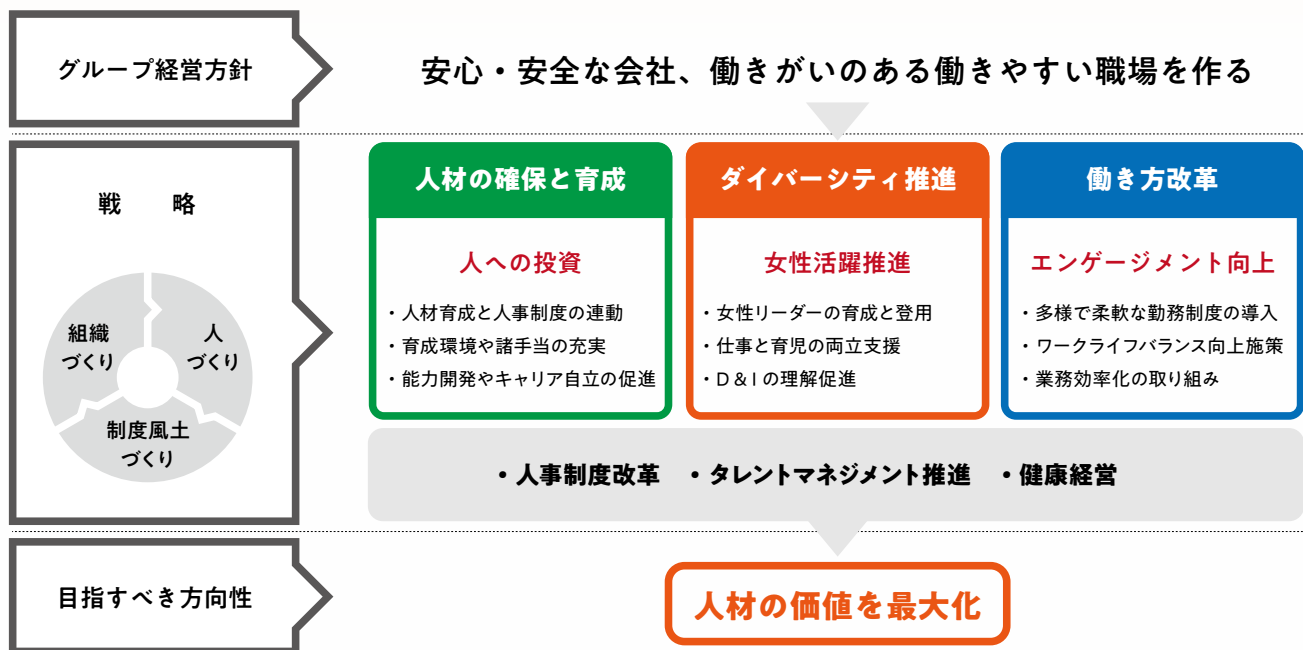 グループ経営方針
安心・安全な会社、働きがいのある働きやすい職場を作る
戦　略
組織
づくり
人
づくり
制度風土
づくり
人材の確保と育成
人への投資
・人材育成と人事制度の連動
・育成環境や諸手当の充実
・能力開発やキャリア自立の促進
ダイバーシティ推進
女性活躍推進
・女性リーダーの育成と登用
・仕事と育児の両立支援
・D&Iの理解促進
働き方改革
エンゲージメント向上
・多様で柔軟な勤務制度の導入
・ワークライフバランス向上施策
・業務効率化の取り組み
・人事制度改革　・タレントマネジメント推進　・健康経営
目指すべき方向性
人材の価値を最大化